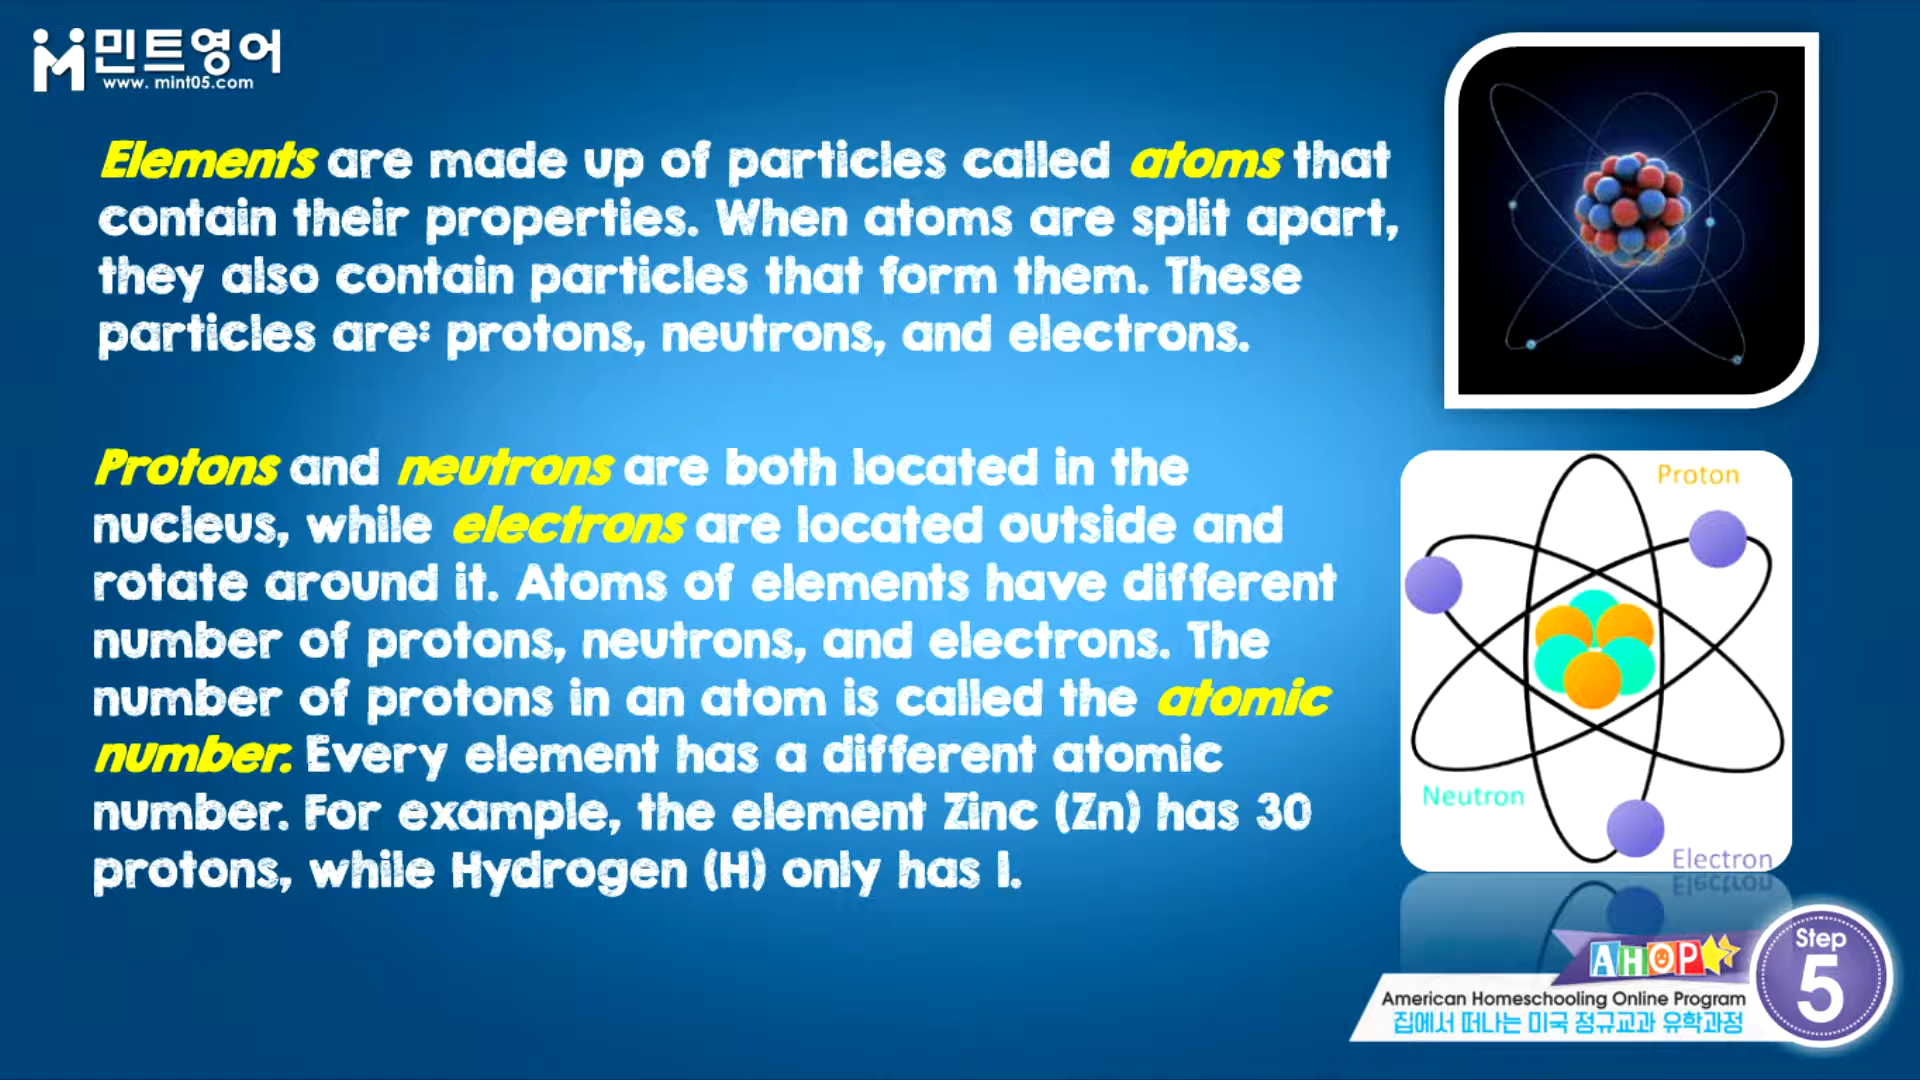 민트영어
www. mint05.com
Elements are made up of particles called atoms that
contain their properties. When atoms are split apart,
they also contain particles that form them. These
particles are: protons, neutrons, and electrons.
Protons and neutrons are both located in the
nucleus, while electrons are located outside and
rotate around it. Atoms of elements have different
number of protons, neutrons, and electrons. The
number of protons in an atom is called the atomic
number. Every element has a different atomic
number. For example, the element Zinc (Zn) has 30
protons, while Hydrogen (H) only has 1.
Proton
Neutron
Electron
AHOP
Step
5
American Homeschooling Online Program
집에서 떠나는 미국 정규교과 유학과정